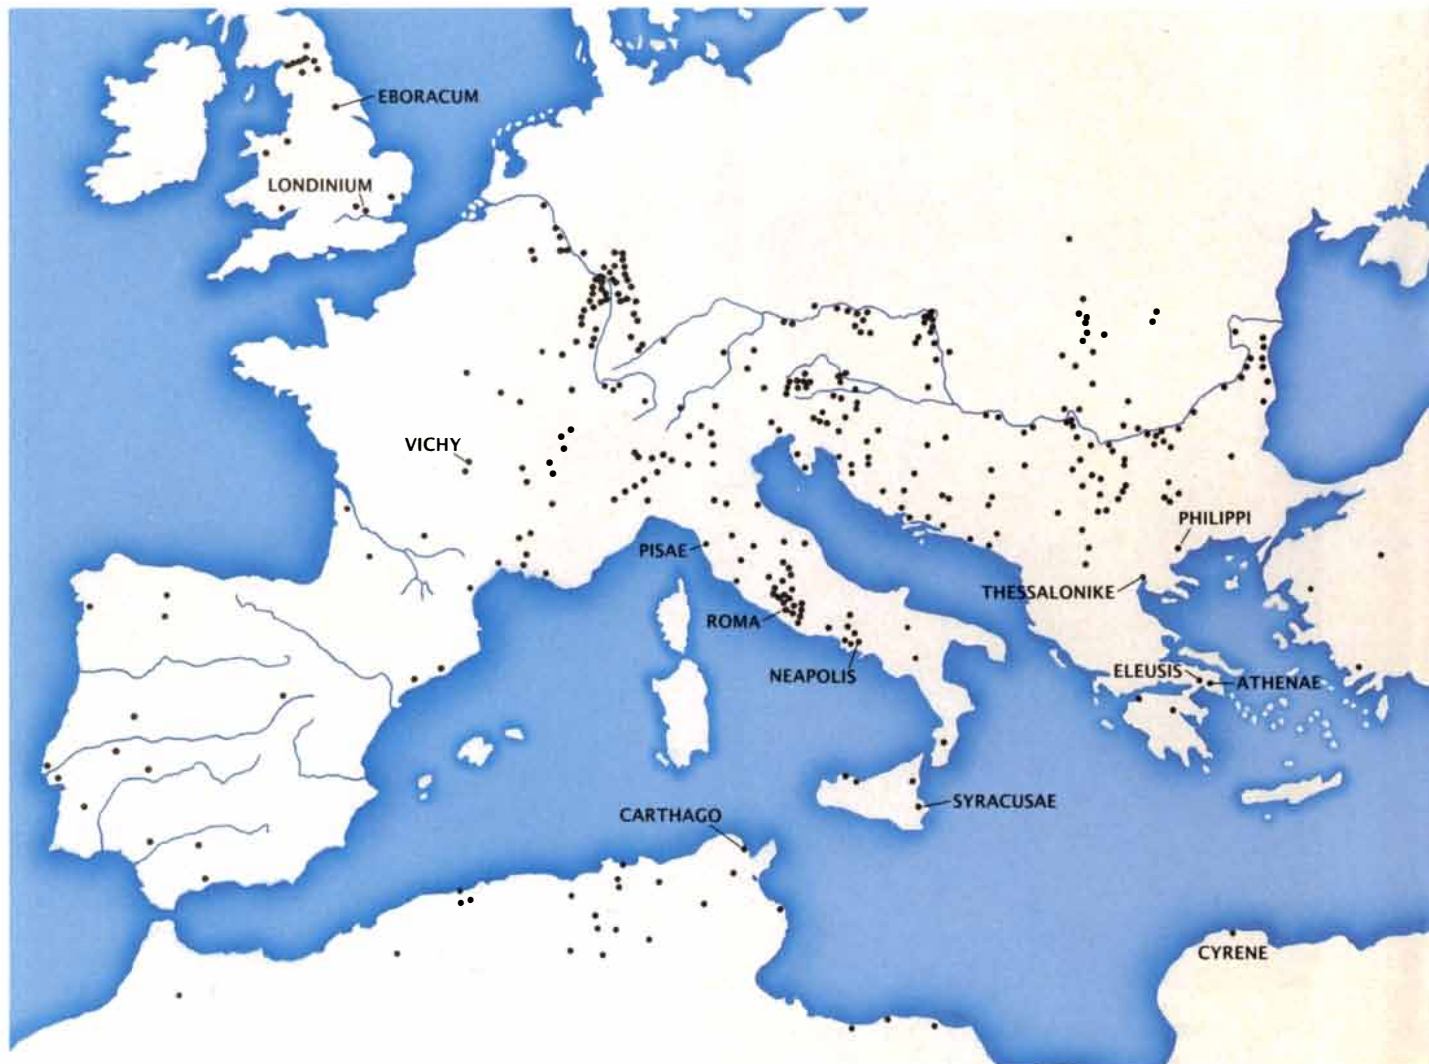 EBORACUM
LONDINIUM
VICHY
PHILIPPI
PISAE
THESSALONIKE
ROMA
NEAPOLIS
ELEUSIS
ATHENAE
SYRACUSAE
CARTHAGO
CYRENE